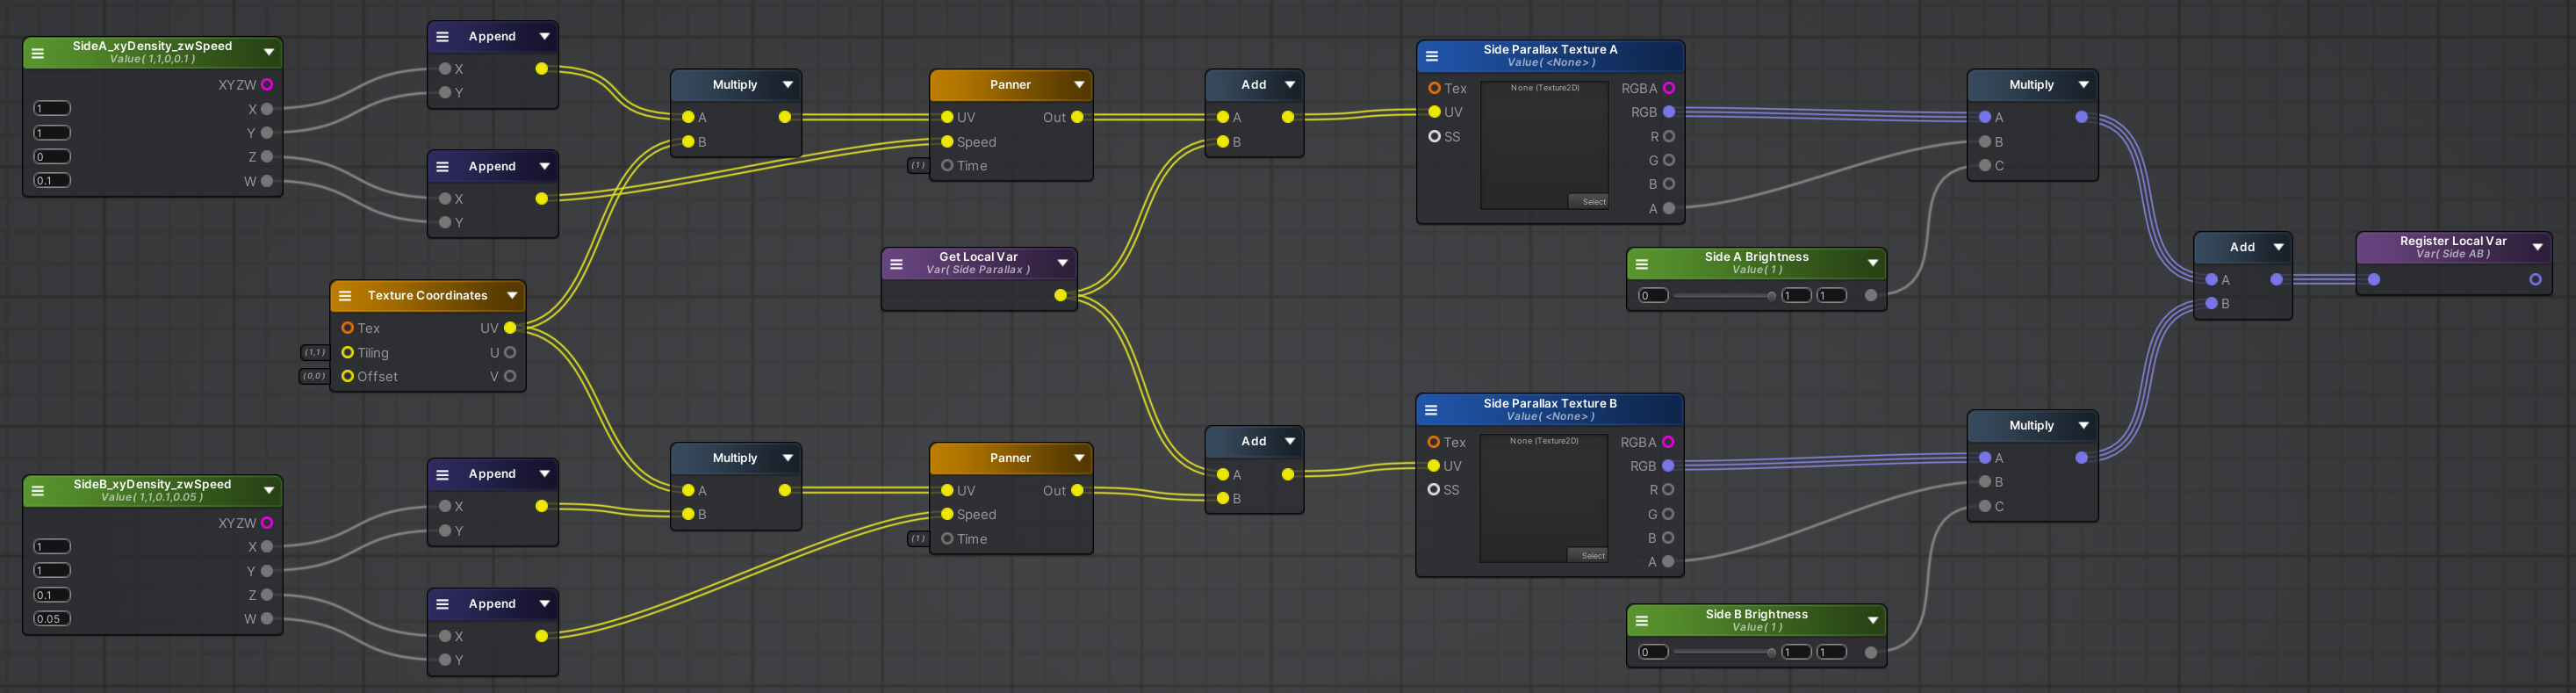 SideA_xyDensity_zwSpeed
Value( 1,1,0,0.1 )
XYZW
1 X
1 Y
0 Z
0.1 W
Append
X
Y
Append
X
Y
Texture Coordinates
Tex UV
(1,1) Tiling U
(0,0) Offset V
SideB_xyDensity_zwSpeed
Value( 1,1,0.1,0.05 )
XYZW
1 X
1 Y
0.1 Z
0.05 W
Append
X
Y
Append
X
Y
Multiply
A
B
Multiply
A
B
Panner
UV Out
Speed
(1) Time
Get Local Var
Var( Side Parallax )
Panner
UV Out
Speed
(1) Time
Add
A
B
Add
A
B
Side Parallax Texture A
Value( <None> )
Tex None (Texture2D) RGBA
UV RGB
SS R
G
B
Select A
Side A Brightness
Value( 1 )
0 1 1
Side Parallax Texture B
Value( <None> )
Tex None (Texture2D) RGBA
UV RGB
SS R
G
B
Select A
Side B Brightness
Value( 1 )
0 1 1
Multiply
A
B
C
Multiply
A
B
C
Add
A
B
Register Local Var
Var( Side AB )